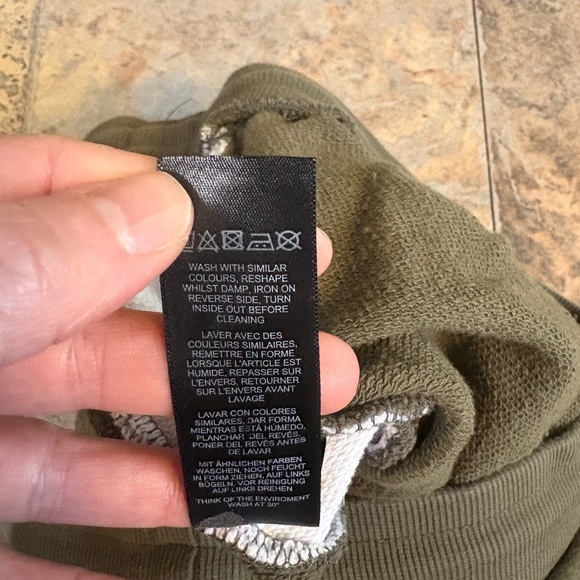 WASH WITH SIMILAR
COLOURS, RESHAPE
WHILST DAMP, IRON ON
REVERSE SIDE, TURN
INSIDE OUT BEFORE
CLEANING
LAVER AVEC DES
COULEURS SIMILAIRES,
REMETTRE EN FORME
LORSQUE L'ARTICLE EST
HUMIDE, REPASSER SUR
L'ENVERS, RETOURNER
SUR L'ENVERS AVANT
LAVAGE
LAVAR CON COLORES
SIMILARES, DAR FORMA
MIENTRAS ESTÁ HÚMEDO,
PLANCHAR DEL REVÉS,
PONER DEL REVÉS ANTES
DE LAVAR
MIT ÄHNLICHEN FARBEN
WASCHEN, NOCH FEUCHT
IN FORM ZIEHEN, AUF LINKS
BÜGELN, VOR REINIGUNG
AUF LINKS DREHEN
THINK OF THE ENVIROMENT
WASH AT 30°